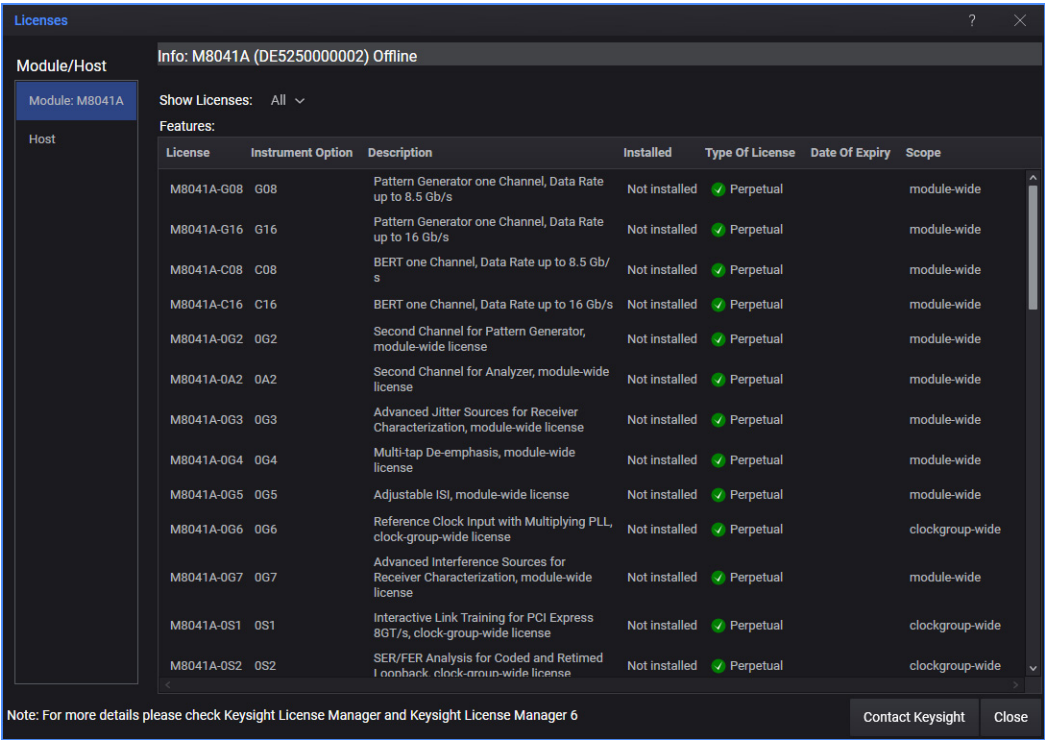 Licenses
?
Module/Host
Info: M8041A (DE5250000002) Offline
Module: M8041A
Host
Show Licenses: All
Features:
License Instrument Option Description Installed Type Of License Date Of Expiry Scope
M8041A-G08 G08 Pattern Generator one Channel, Data Rate
up to 8.5 Gb/s Not installed Perpetual module-wide
M8041A-G16 G16 Pattern Generator one Channel, Data Rate
up to 16 Gb/s Not installed Perpetual module-wide
M8041A-C08 C08 BERT one Channel, Data Rate up to 8.5 Gb/
s Not installed Perpetual module-wide
M8041A-C16 C16 BERT one Channel, Data Rate up to 16 Gb/s Not installed Perpetual module-wide
M8041A-0G2 0G2 Second Channel for Pattern Generator,
module-wide license Not installed Perpetual module-wide
M8041A-0A2 0A2 Second Channel for Analyzer, module-wide
license Not installed Perpetual module-wide
M8041A-0G3 0G3 Advanced Jitter Sources for Receiver
Characterization, module-wide license Not installed Perpetual module-wide
M8041A-0G4 0G4 Multi-tap De-emphasis, module-wide
license Not installed Perpetual module-wide
M8041A-0G5 0G5 Adjustable ISI, module-wide license Not installed Perpetual module-wide
M8041A-0G6 0G6 Reference Clock Input with Multiplying PLL,
clock-group-wide license Not installed Perpetual clockgroup-wide
M8041A-0G7 0G7 Advanced Interference Sources for
Receiver Characterization, module-wide
license Not installed Perpetual module-wide
M8041A-0S1 0S1 Interactive Link Training for PCI Express
8GT/s, clock-group-wide license Not installed Perpetual clockgroup-wide
M8041A-0S2 0S2 SER/FER Analysis for Coded and Retimed
Loopback, clock-group-wide license Not installed Perpetual clockgroup-wide
Note: For more details please check Keysight License Manager and Keysight License Manager 6
Contact Keysight
Close